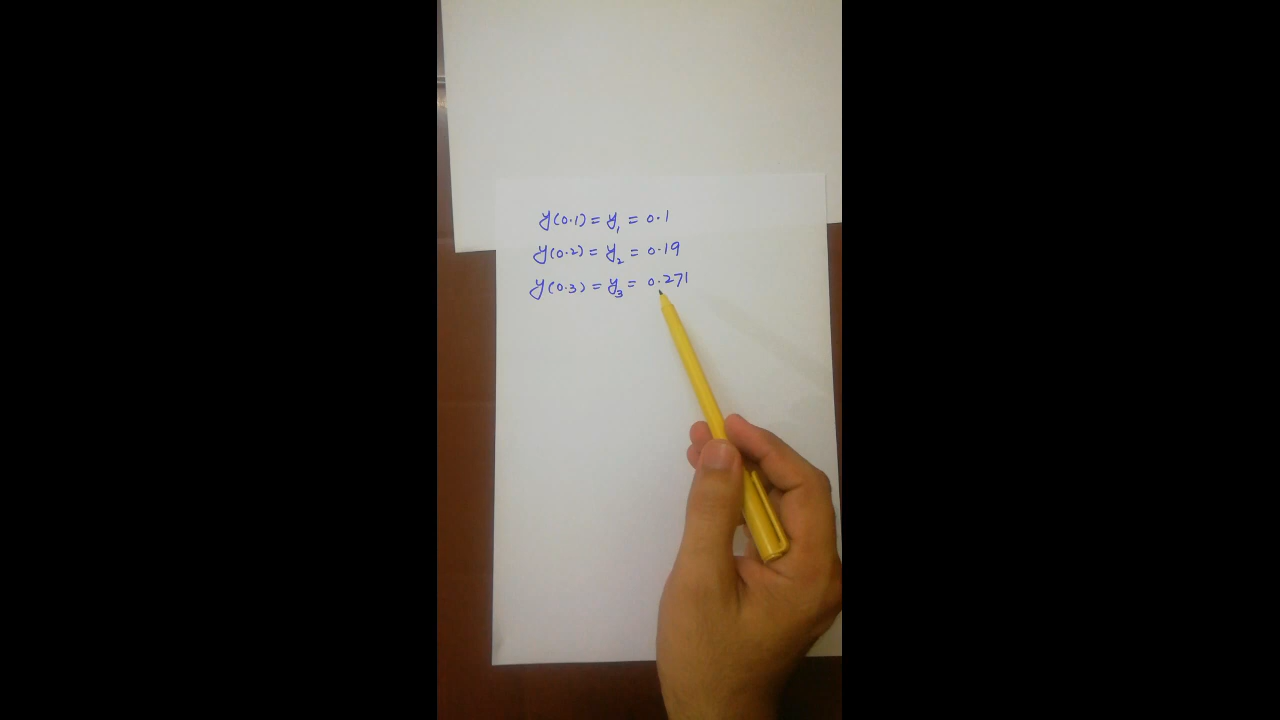 y(0.1) = y₁ = 0.1
y(0.2) = y₂ = 0.19
y(0.3) = y₃ = 0.271